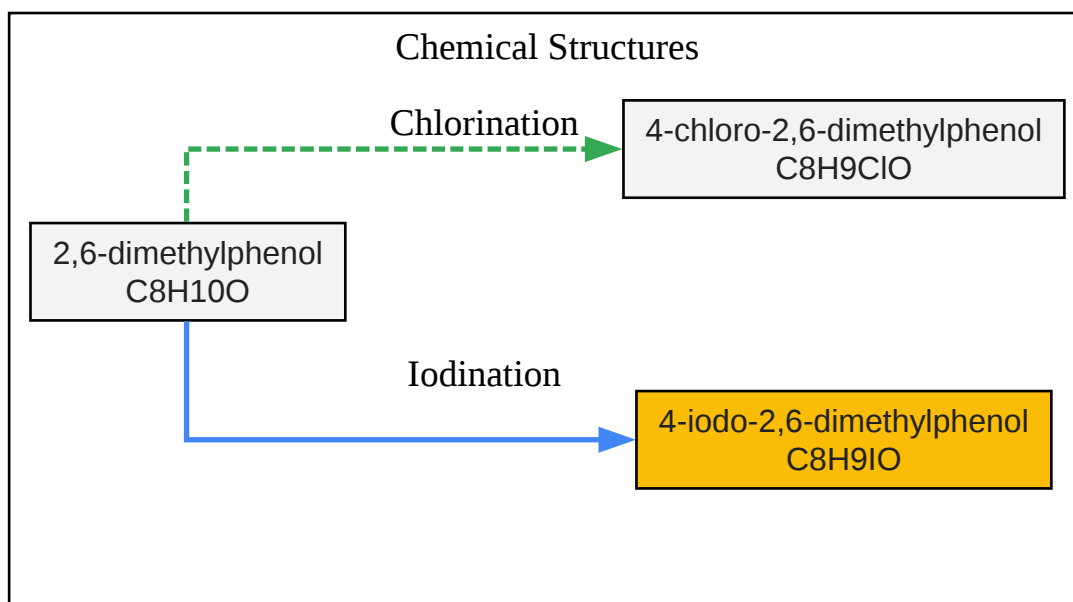 Chemical Structures
Chlorination
4-chloro-2,6-dimethylphenol
C8H9ClO
2,6-dimethylphenol
C8H10O
Iodination
4-iodo-2,6-dimethylphenol
C8H9IO